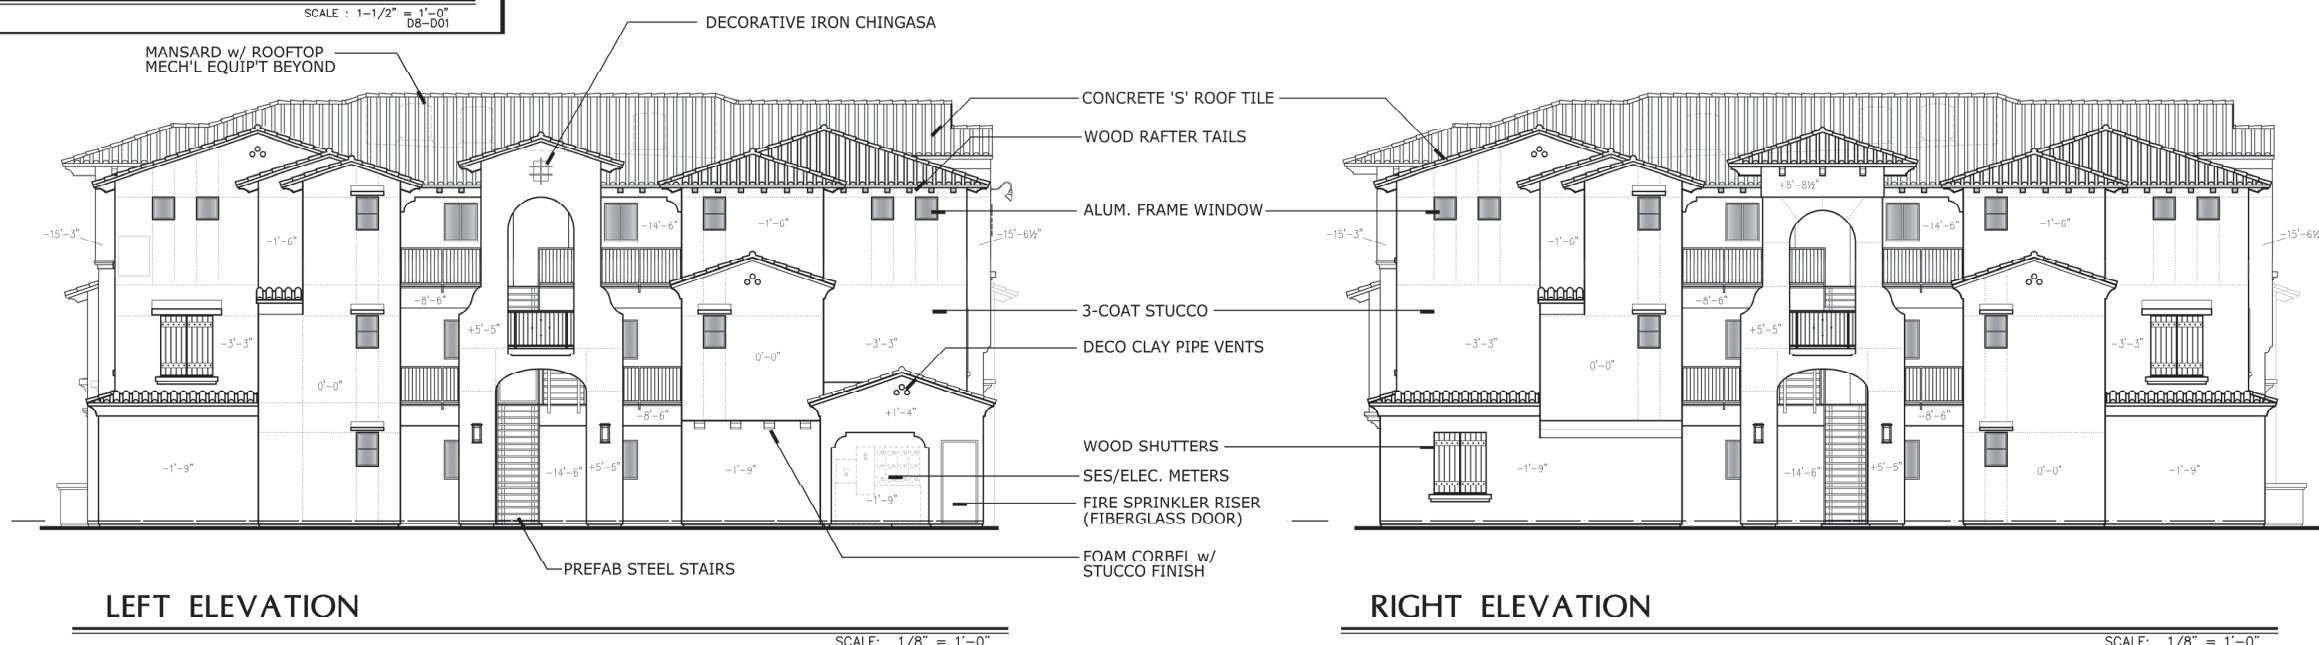 SCALE : 1-1/2" = 1'-0"
D8-D01
DECORATIVE IRON CHINGASA
MANSARD w/ ROOFTOP
MECH'L EQUIP'T BEYOND
CONCRETE 'S' ROOF TILE
WOOD RAFTER TAILS
ALUM. FRAME WINDOW
3-COAT STUCCO
DECO CLAY PIPE VENTS
WOOD SHUTTERS
SES/ELEC. METERS
FIRE SPRINKLER RISER
(FIBERGLASS DOOR)
FOAM CORBEL w/
STUCCO FINISH
PREFAB STEEL STAIRS
-15'-3"
-1'-6"
-14'-6"
-1'-6"
-15'-6½"
-8'-6"
+5'-5"
-3'-3"
0'-0"
0'-0"
-3'-3"
-8'-6"
+1'-4"
-1'-9"
-14'-6"
+5'-5"
-1'-9"
-1'-9"
LEFT ELEVATION
SCALE: 1/8" = 1'-0"
+5'-8½"
-15'-3"
-1'-6"
-14'-6"
-1'-6"
-15'-6½
-8'-6"
+5'-5"
-3'-3"
0'-0"
-3'-3"
-8'-6"
-1'-9"
-14'-6"
+5'-5"
0'-0"
-1'-9"
RIGHT ELEVATION
SCALE: 1/8" = 1'-0"